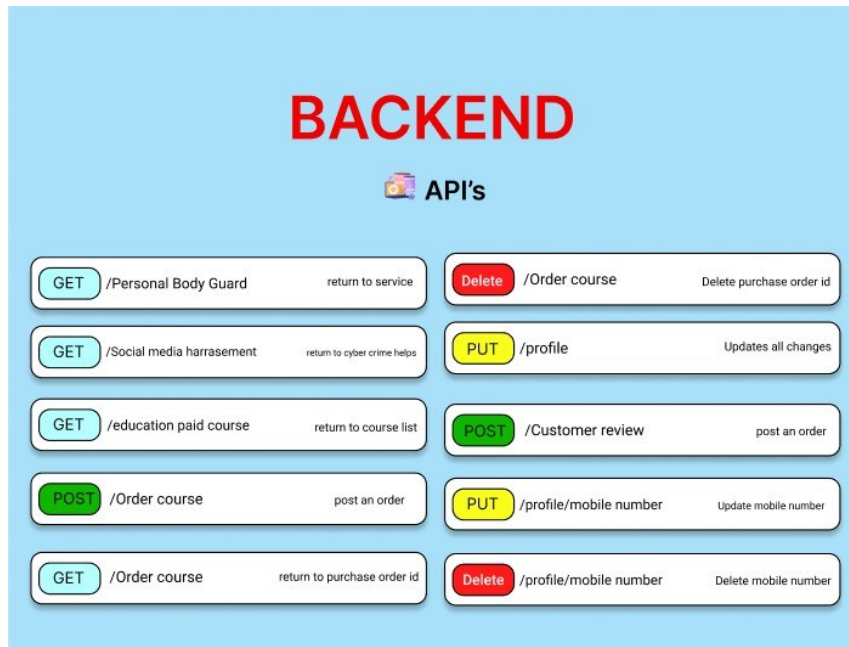 BACKEND
API's
GET /Personal Body Guard return to service
GET /Social media harrasement return to cyber crime helps
GET /education paid course return to course list
POST /Order course post an order
GET /Order course return to purchase order id
Delete /Order course Delete purchase order id
PUT /profile Updates all changes
POST /Customer review post an order
PUT /profile/mobile number Update mobile number
Delete /profile/mobile number Delete mobile number